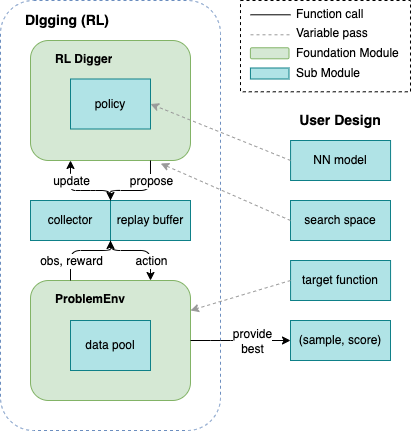 DIgging (RL)
RL Digger
policy
update
propose
collector
replay buffer
obs, reward
action
ProblemEnv
data pool
provide
best
Function call
Variable pass
Foundation Module
Sub Module
User Design
NN model
search space
target function
(sample, score)